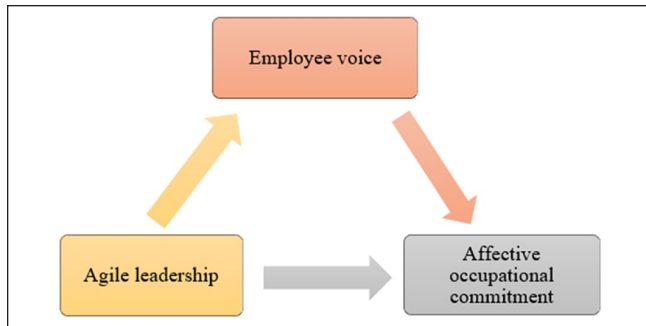 Employee voice
Agile leadership
Affective
occupational
commitment